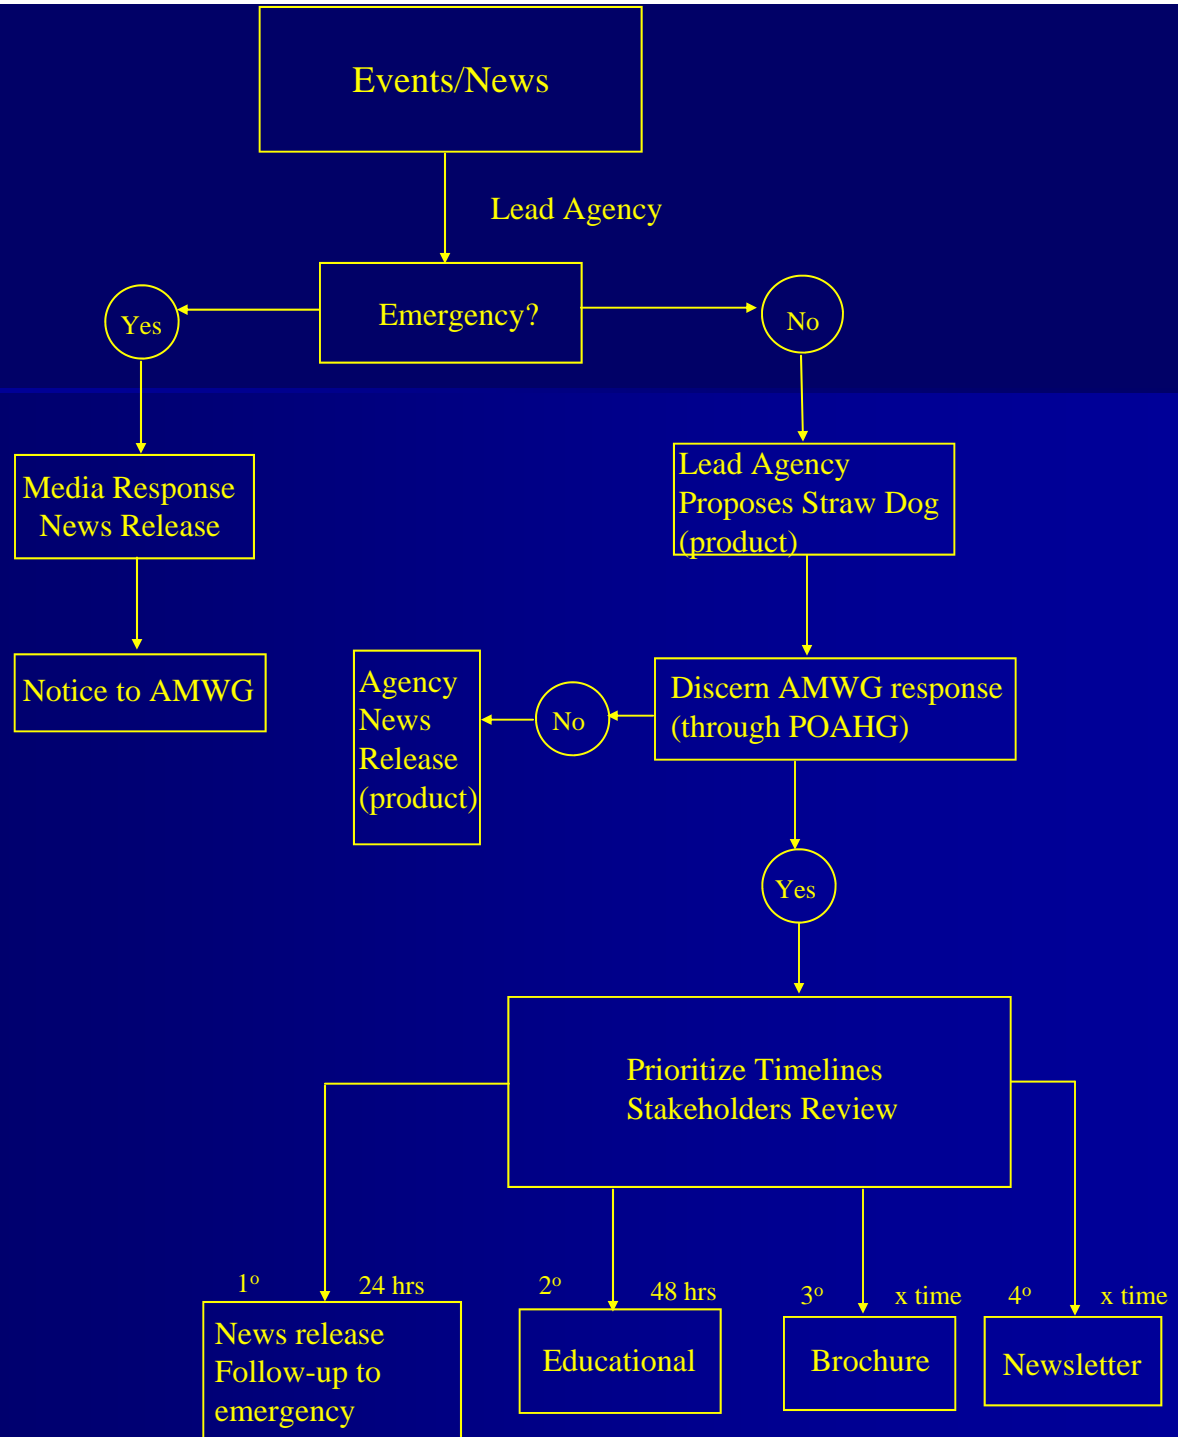 Events/News
Lead Agency
Emergency?
Yes
No
Media Response
News Release
Lead Agency
Proposes Straw Dog
(product)
Notice to AMWG
Agency
News
Release
(product)
No
Discern AMWG response
(through POAHG)
Yes
Prioritize Timelines
Stakeholders Review
1º 24 hrs
News release
Follow-up to
emergency
2º 48 hrs
Educational
3º x time
Brochure
4º x time
Newsletter